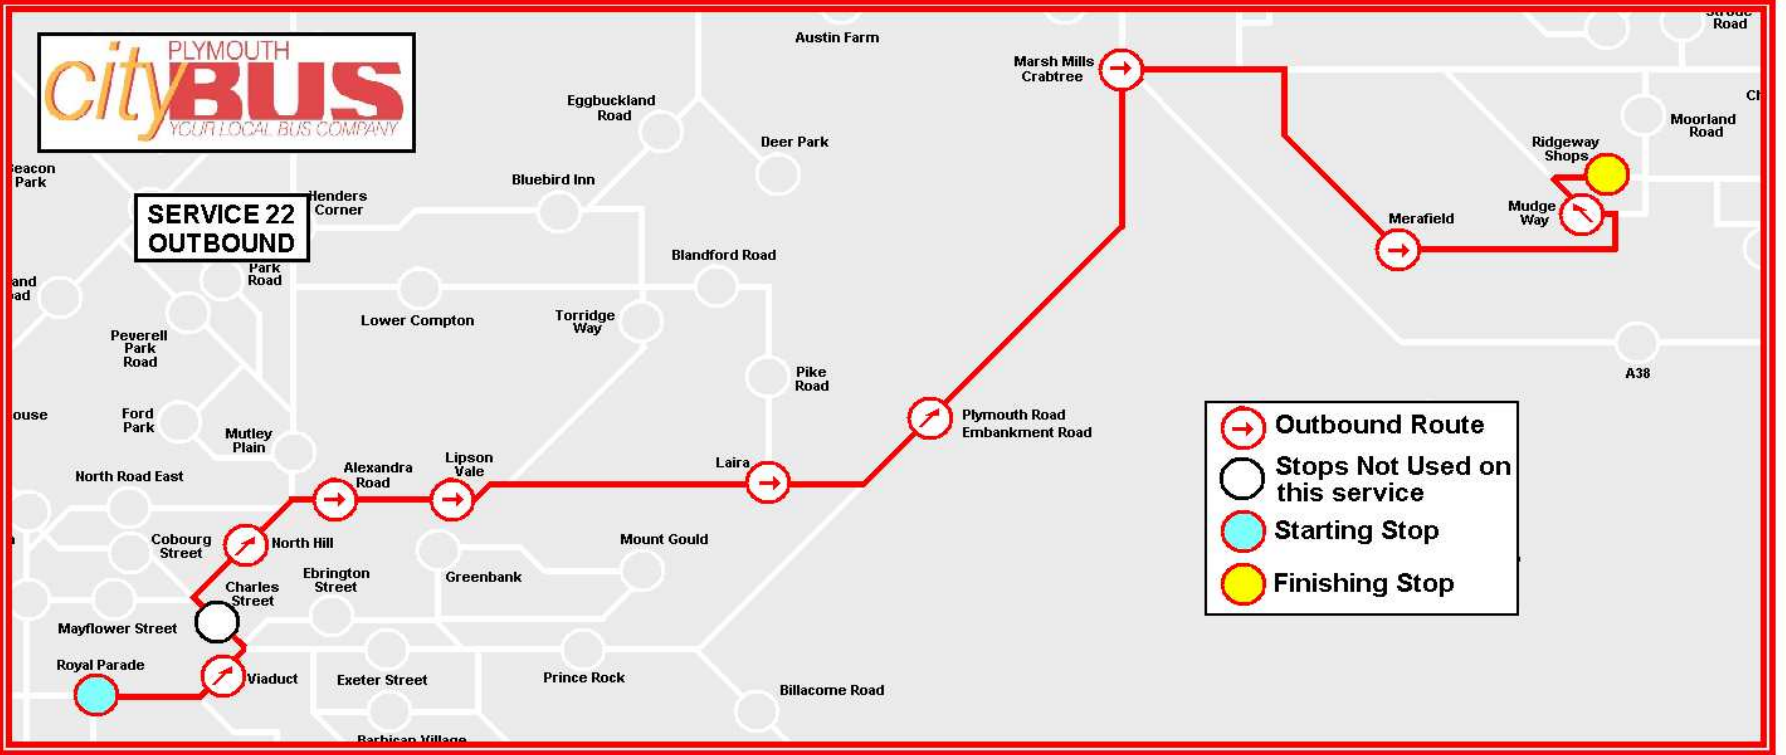 PLYMOUTH
cityBUS
YOUR LOCAL BUS COMPANY
SERVICE 22
OUTBOUND
Austin Farm
Marsh Mills
Crabtree
Road
Eggbuckland
Road
Deer Park
Moorland
Road
Ridgeway
Shops
Bluebird Inn
Park
Henders
Corner
Mudge
Way
Merafield
Blandford Road
Park
Road
Lower Compton
Torridge
Way
Peverell
Park
Road
Pike
Road
A38
Ford
Park
Mutley
Plain
Plymouth Road
Embankment Road
Lipson
Vale
Laira
Alexandra
Road
North Road East
Outbound Route
Stops Not Used on
this service
Starting Stop
Finishing Stop
Cobourg
Street
North Hill
Mount Gould
Greenbank
Ebrington
Street
Charles
Street
Mayflower Street
Royal Parade
Viaduct
Exeter Street
Prince Rock
Billacombe Road
Barbican Village